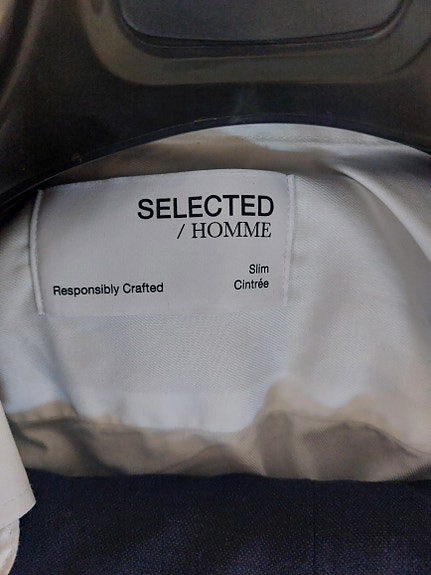 SELECTED
/ HOMME
Slim
Responsibly Crafted Cintrée